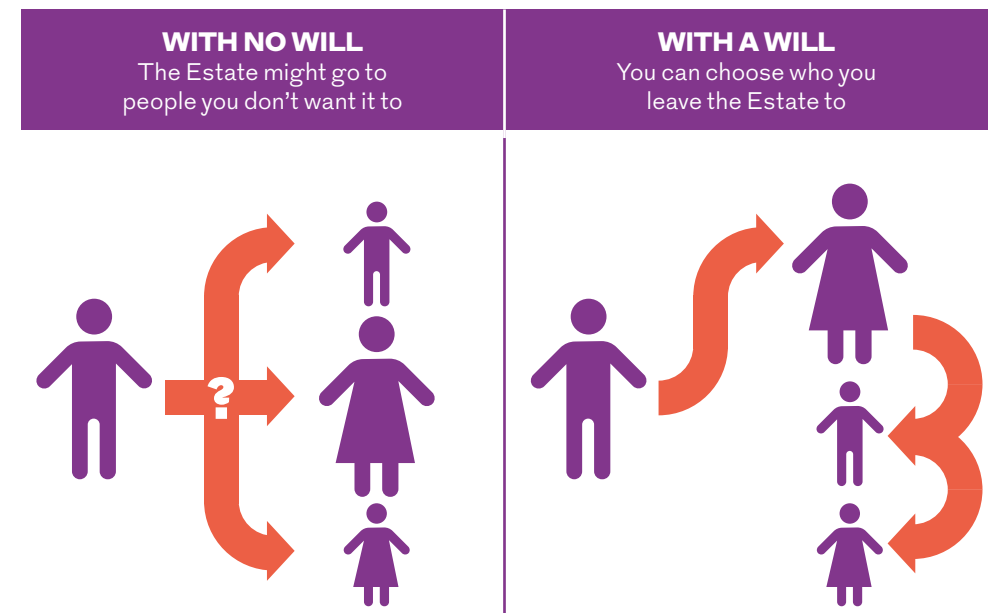 WITH NO WILL
The Estate might go to
people you don’t want it to
WITH A WILL
You can choose who you
leave the Estate to
?